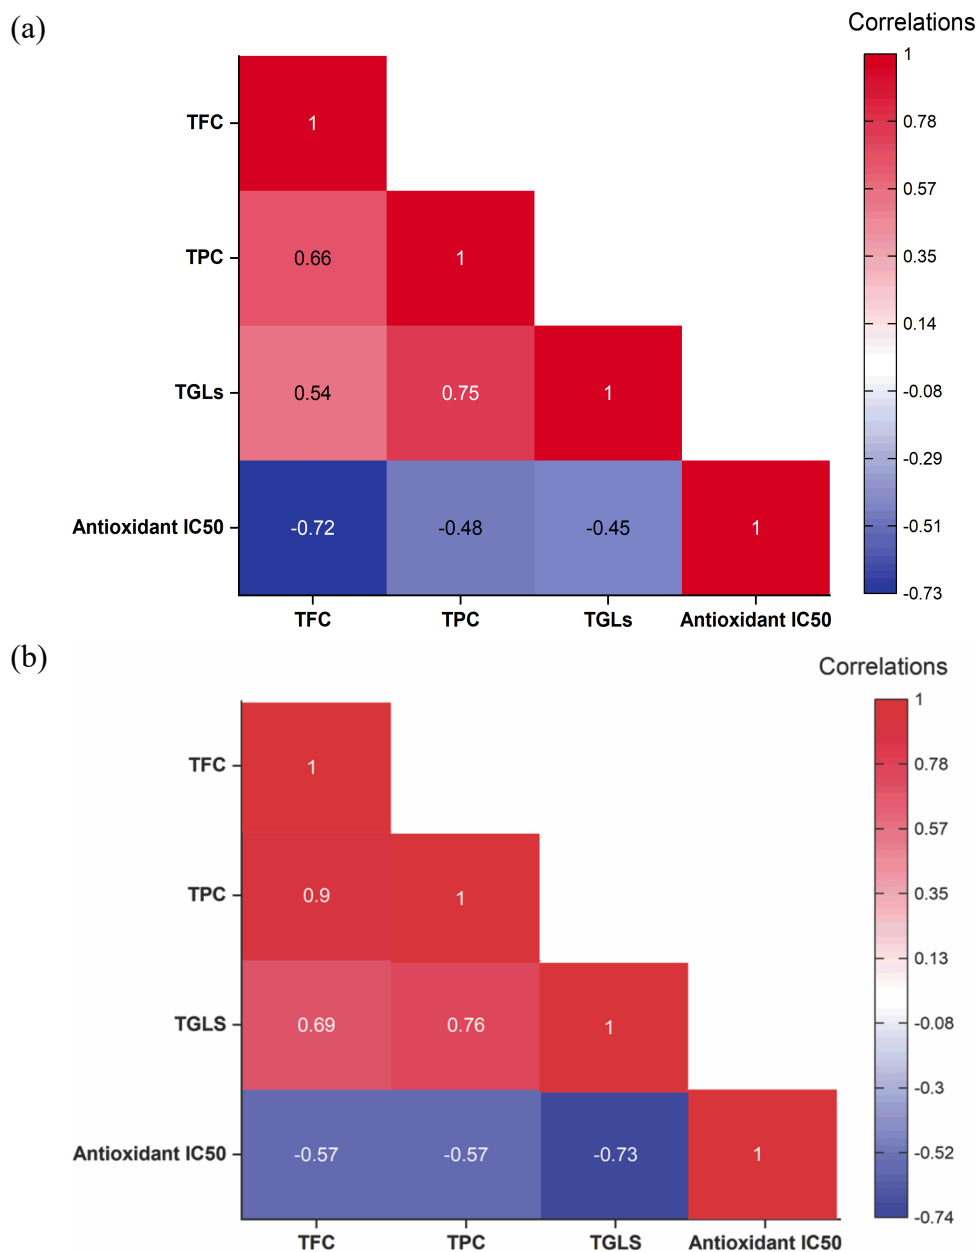 (a)
Correlations
TFC
1
1
0.78
TPC
0.66
1
0.57
0.35
0.14
TGLs
0.54
0.75
1
-0.08
-0.29
Antioxidant IC50
-0.72
-0.48
-0.45
1
-0.51
-0.73
TFC
TPC
TGLs
Antioxidant IC50
(b)
Correlations
1
TFC
1
0.78
0.57
TPC
0.9
1
0.35
0.13
TGLS
0.69
0.76
1
-0.08
-0.3
Antioxidant IC50
-0.57
-0.57
-0.73
1
-0.52
-0.74
TFC
TPC
TGLS
Antioxidant IC50